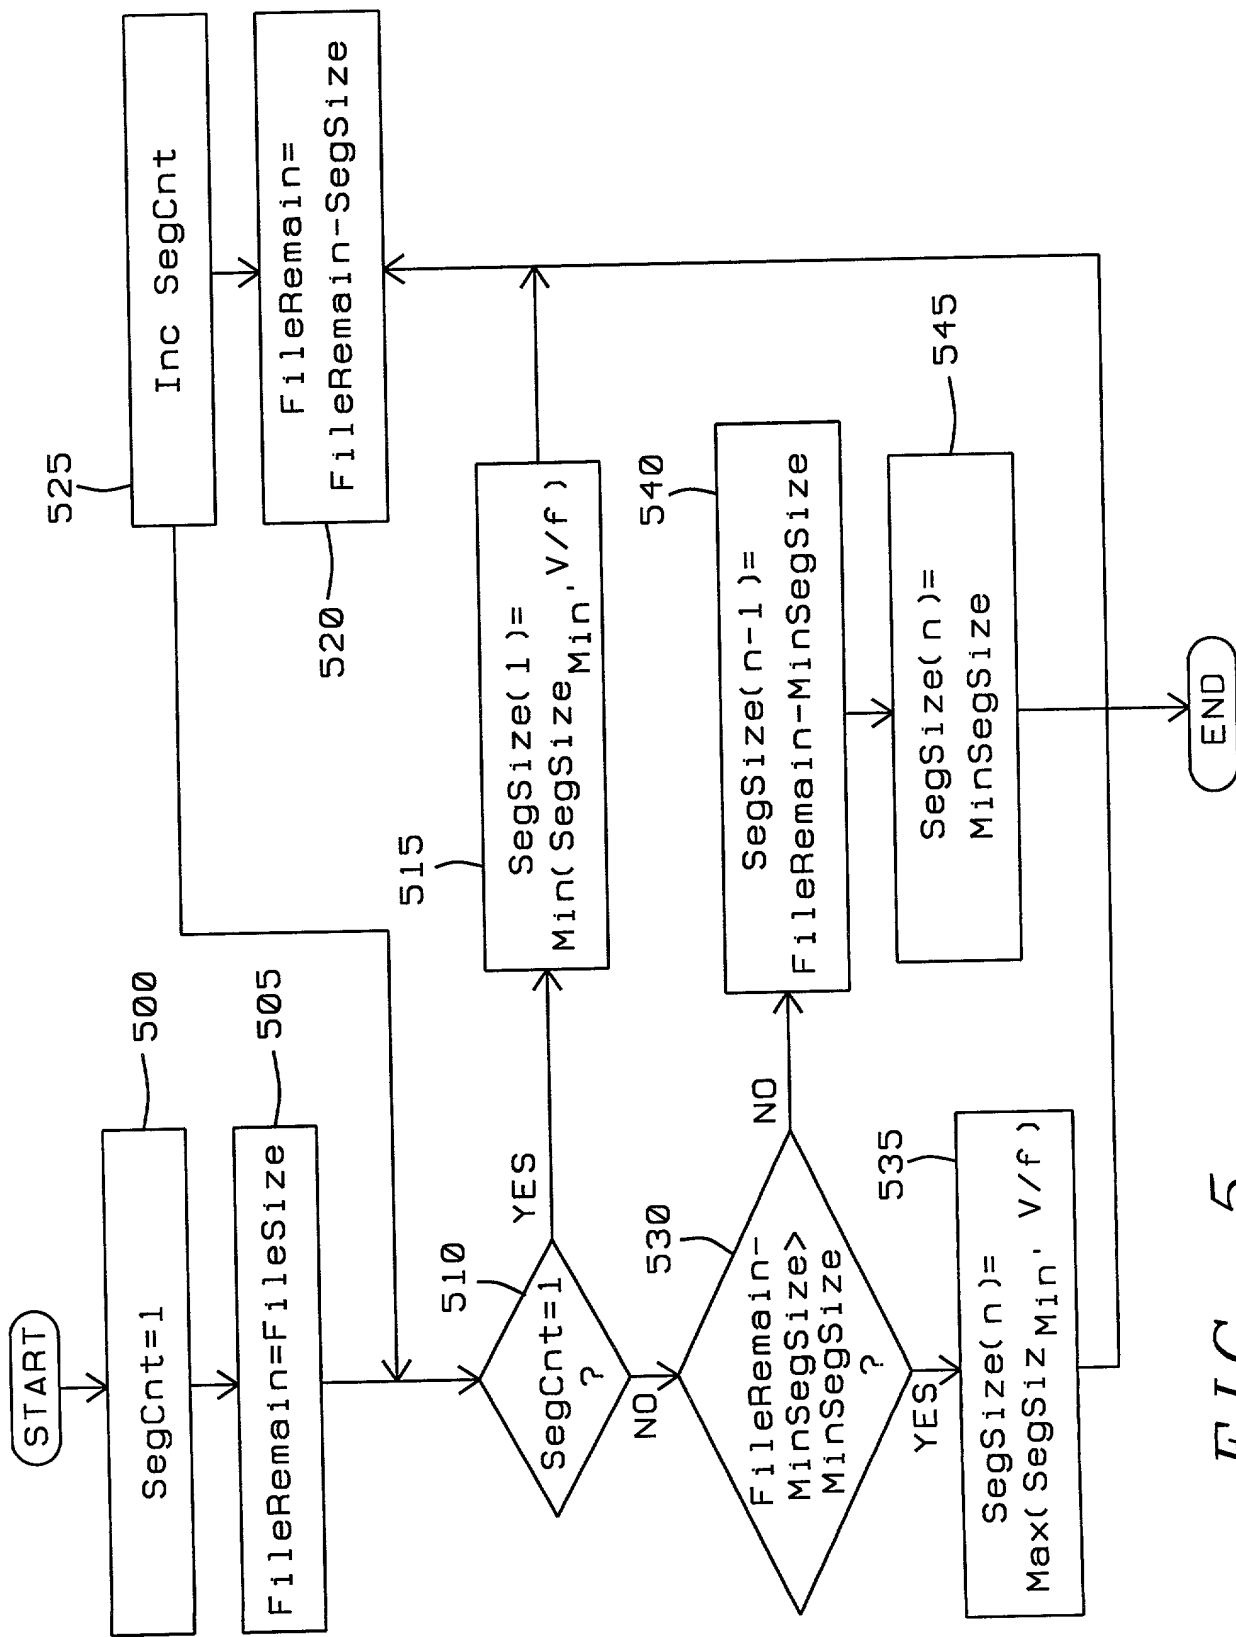 START
SegCnt=1
500
FileRemain=FileSize
505
SegCnt=1
?
510
YES
NO
SegSize(1)=
Min(SegSizeMin' V/f)
515
Inc SegCnt
525
FileRemain=
FileRemain-SegSize
520
FileRemain-
MinSegSize>
MinSegSize
?
530
NO
YES
SegSize(n)=
Max(SegSizMin' V/f)
535
SegSize(n-1)=
FileRemain-MinSegSize
540
SegSize(n)=
MinSegSize
545
END
FIG. 5